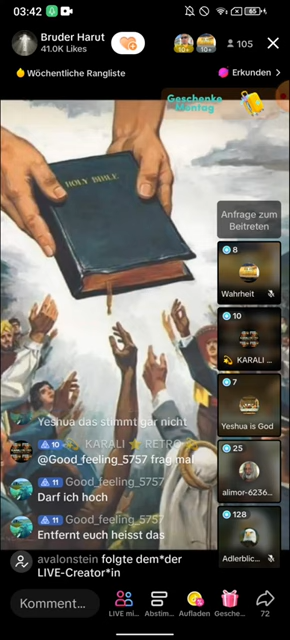 03:42
65
Bruder Harut
41.0K Likes
10+
10+
105
Wöchentliche Rangliste
Erkunden >
Geschenke
Montag
HOLY BIBLE
Anfrage zum
Beitreten
8
Wahrheit
10
KARALI ...
7
Yeshua is God
25
alimor-6236...
128
Adlerblic...
Yeshua das stimmt gar nicht
10 KARALI RETRO
@Good_feeling_5757 frag mal
11 Good_feeling_5757
Darf ich hoch
11 Good_feeling_5757
Entfernt euch heisst das
avalonstein folgte dem*der
LIVE-Creator*in
Komment...
LIVE mi...
Abstim...
Aufladen
Gesche...
72